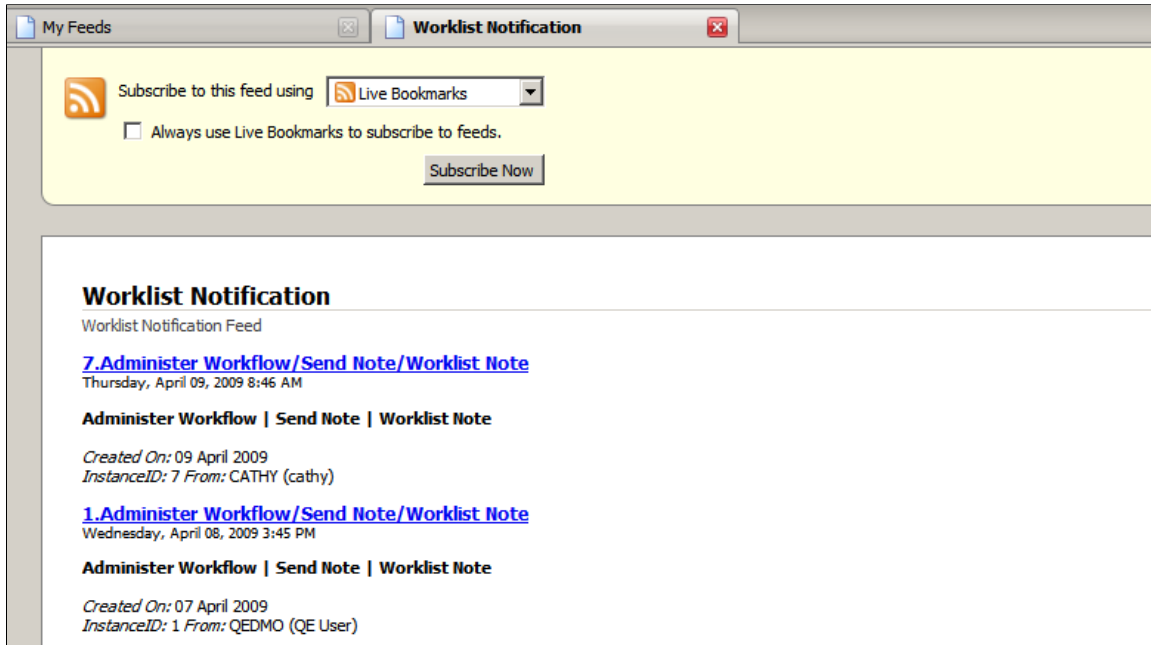 My Feeds
Worklist Notification
Subscribe to this feed using
Live Bookmarks
Always use Live Bookmarks to subscribe to feeds.
Subscribe Now
Worklist Notification
Worklist Notification Feed
7.Administer Workflow/Send Note/Worklist Note
Thursday, April 09, 2009 8:46 AM
Administer Workflow | Send Note | Worklist Note
Created On: 09 April 2009
InstanceID: 7 From: CATHY (cathy)
1.Administer Workflow/Send Note/Worklist Note
Wednesday, April 08, 2009 3:45 PM
Administer Workflow | Send Note | Worklist Note
Created On: 07 April 2009
InstanceID: 1 From: QEDMO (QE User)